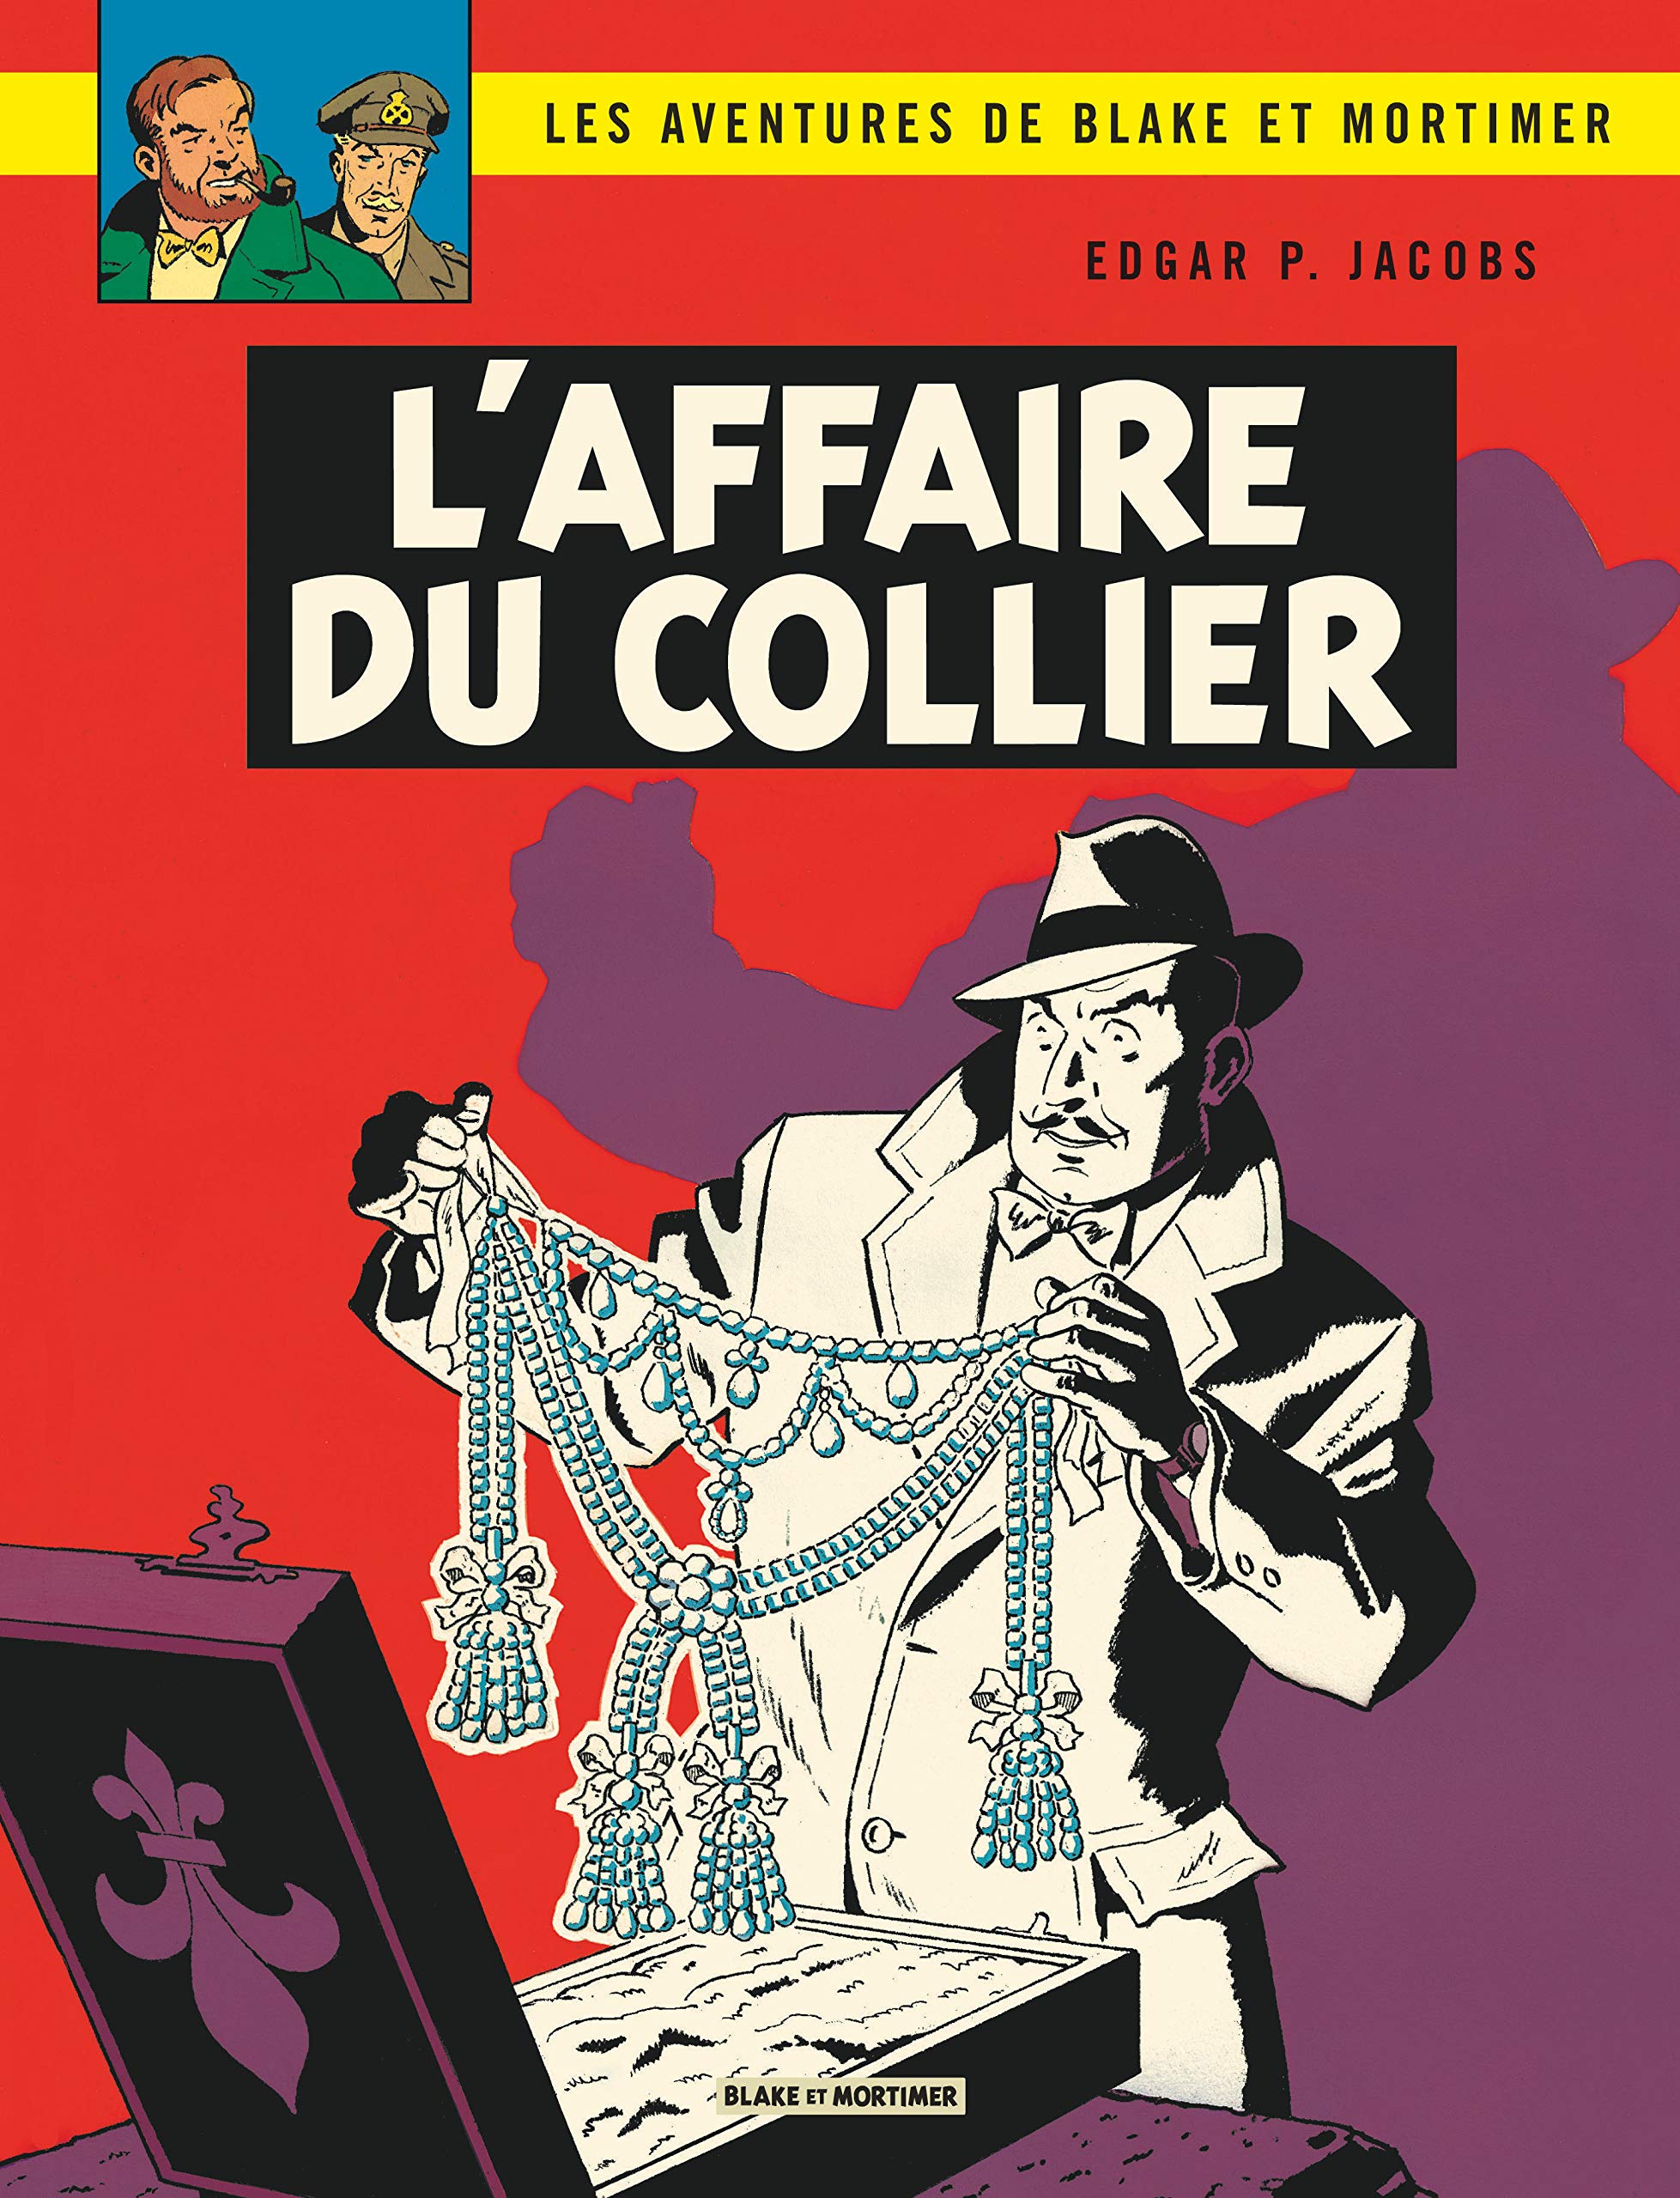 LES AVENTURES DE BLAKE ET MORTIMER
EDGAR P. JACOBS
L'AFFAIRE
DU COLLIER
BLAKE ET MORTIMER